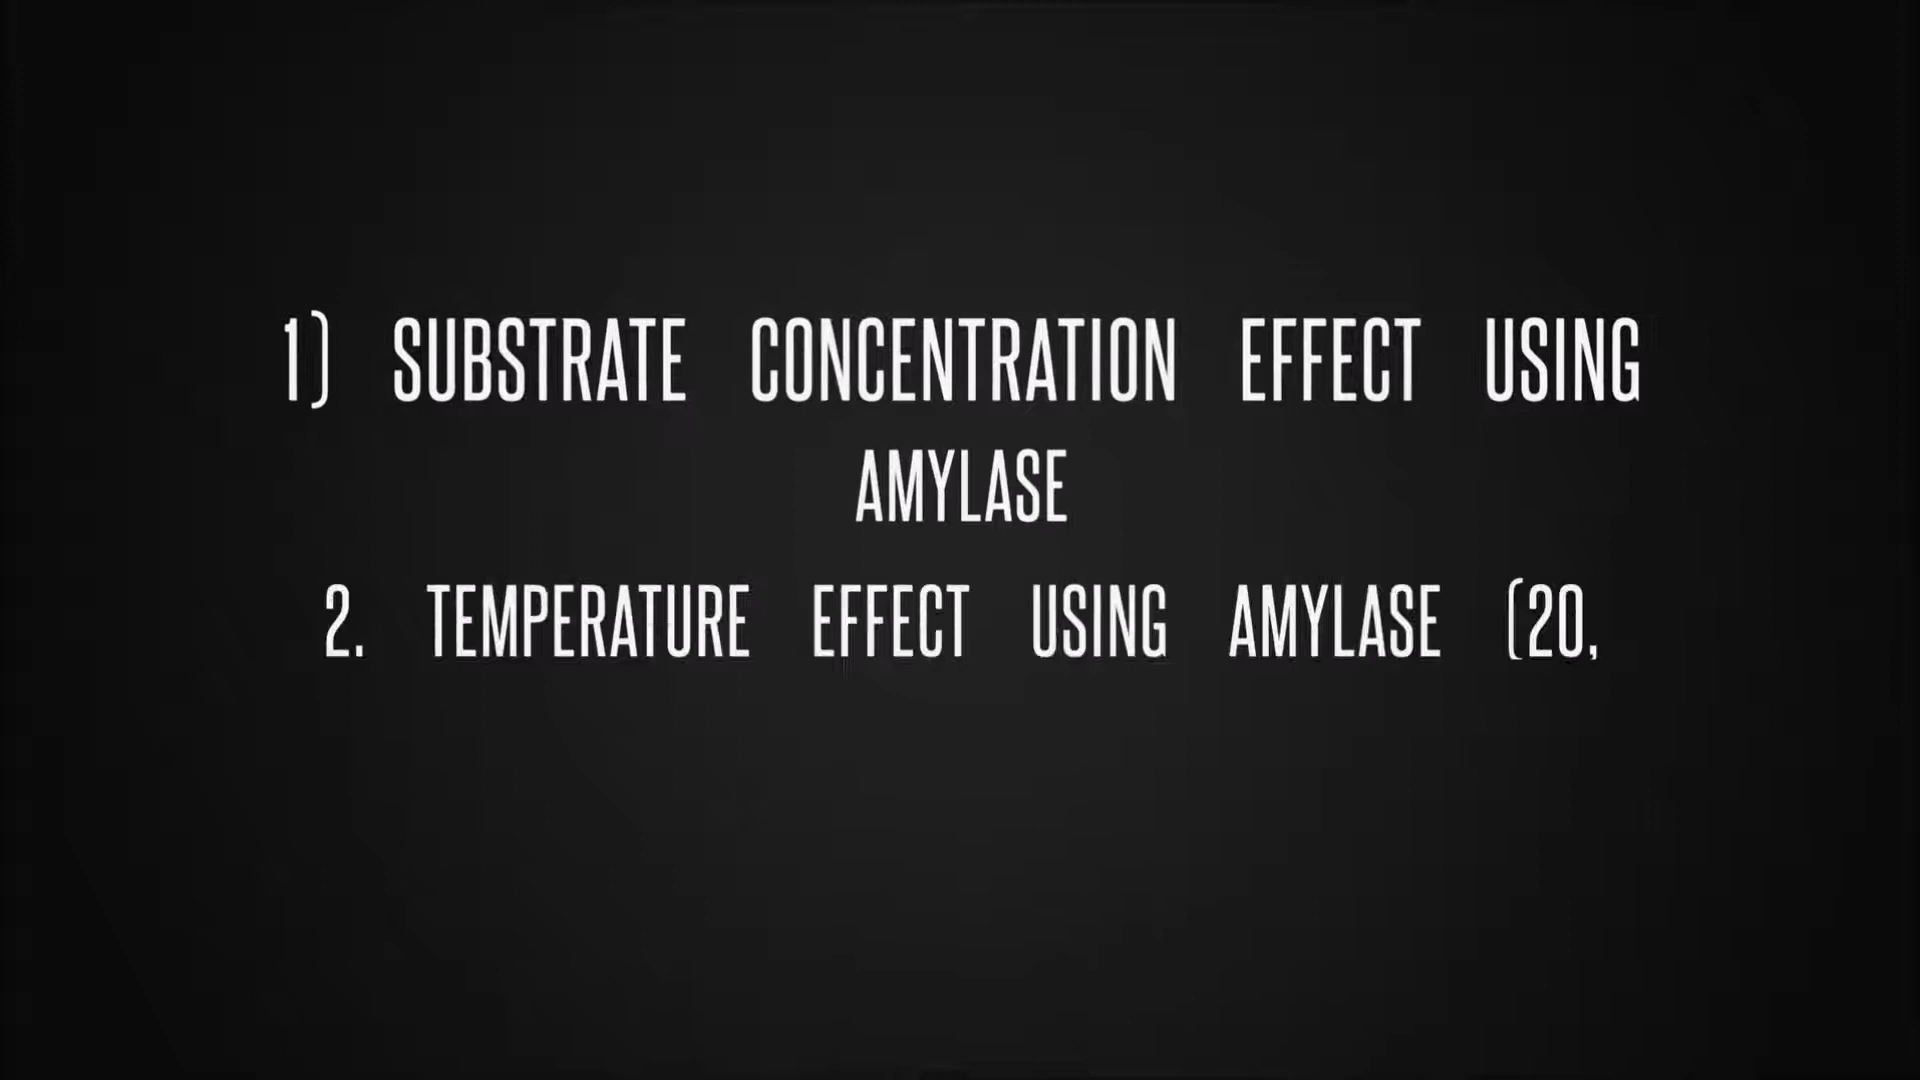 1) SUBSTRATE CONCENTRATION EFFECT USING
AMYLASE
2. TEMPERATURE EFFECT USING AMYLASE (20,